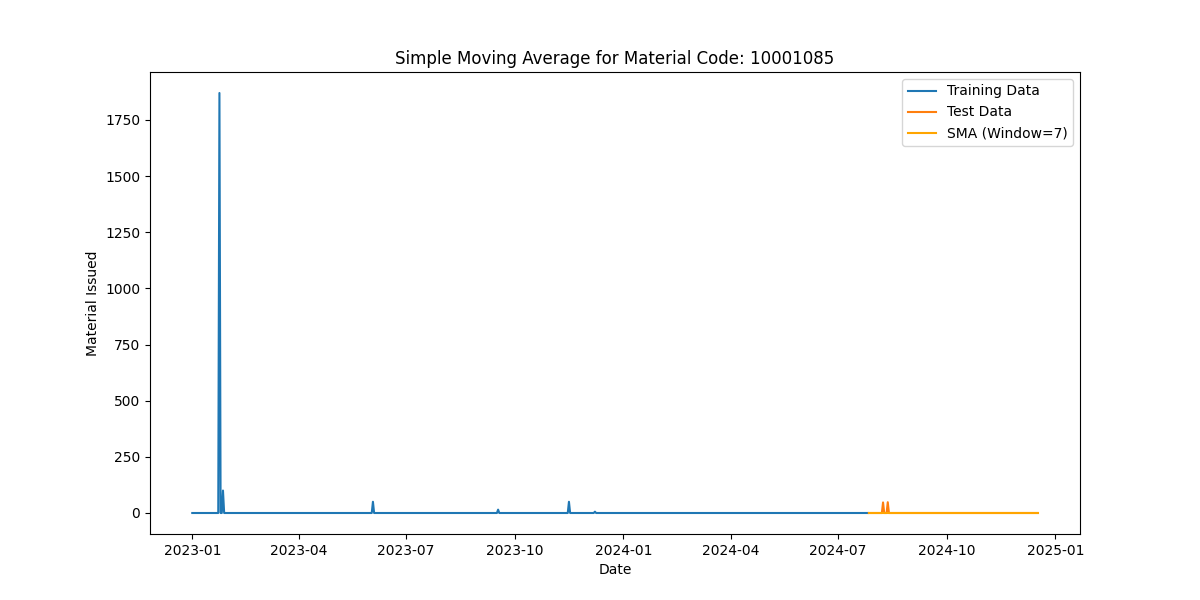 Simple Moving Average for Material Code: 10001085
Training Data
Test Data
SMA (Window=7)
Material Issued
1750
1500
1250
1000
750
500
250
0
2023-01 2023-04 2023-07 2023-10 2024-01 2024-04 2024-07 2024-10 2025-01
Date